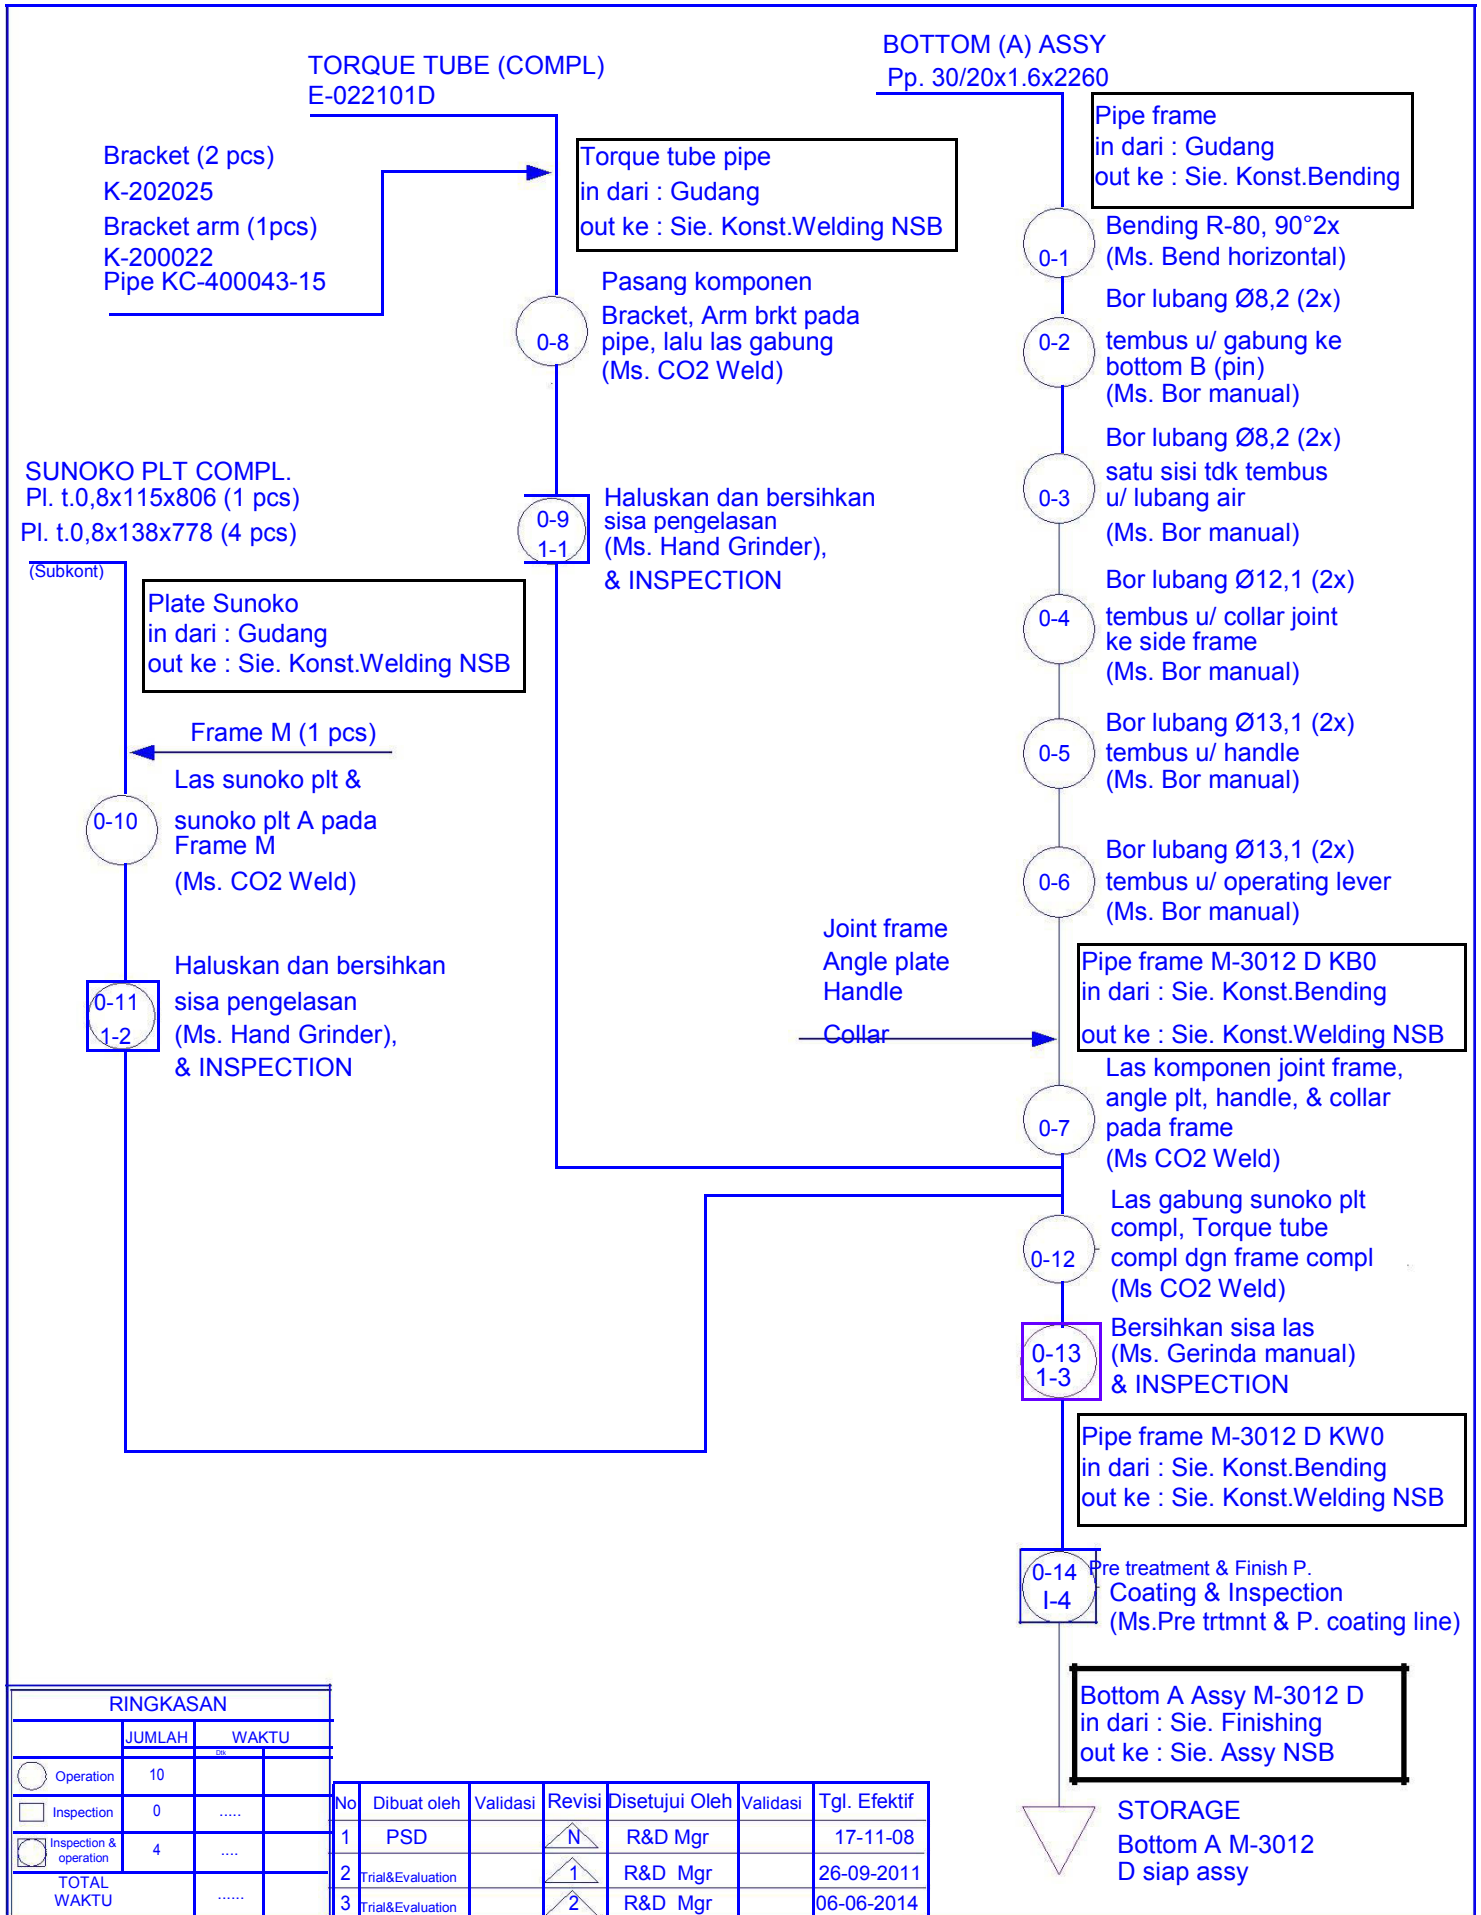 TORQUE TUBE (COMPL)
E-022101D
BOTTOM (A) ASSY
Pp. 30/20x1.6x2260
Bracket (2 pcs)
K-202025
Bracket arm (1pcs)
K-200022
Pipe KC-400043-15
Torque tube pipe
in dari : Gudang
out ke : Sie. Konst.Welding NSB
Pipe frame
in dari : Gudang
out ke : Sie. Konst.Bending
0-1
Bending R-80, 90°2x
(Ms. Bend horizontal)
0-8
Pasang komponen
Bracket, Arm brkt pada
pipe, lalu las gabung
(Ms. CO2 Weld)
0-2
Bor lubang Ø8,2 (2x)
tembus u/ gabung ke
bottom B (pin)
(Ms. Bor manual)
0-3
Bor lubang Ø8,2 (2x)
satu sisi tdk tembus
u/ lubang air
(Ms. Bor manual)
SUNOKO PLT COMPL.
Pl. t.0,8x115x806 (1 pcs)
Pl. t.0,8x138x778 (4 pcs)
(Subkont)
0-9
1-1
Haluskan dan bersihkan
sisa pengelasan
(Ms. Hand Grinder),
& INSPECTION
Plate Sunoko
in dari : Gudang
out ke : Sie. Konst.Welding NSB
0-4
Bor lubang Ø12,1 (2x)
tembus u/ collar joint
ke side frame
(Ms. Bor manual)
Frame M (1 pcs)
0-10
Las sunoko plt &
sunoko plt A pada
Frame M
(Ms. CO2 Weld)
0-5
Bor lubang Ø13,1 (2x)
tembus u/ handle
(Ms. Bor manual)
0-6
Bor lubang Ø13,1 (2x)
tembus u/ operating lever
(Ms. Bor manual)
0-11
1-2
Haluskan dan bersihkan
sisa pengelasan
(Ms. Hand Grinder),
& INSPECTION
Joint frame
Angle plate
Handle
Collar
Pipe frame M-3012 D KB0
in dari : Sie. Konst.Bending
out ke : Sie. Konst.Welding NSB
0-7
Las komponen joint frame,
angle plt, handle, & collar
pada frame
(Ms CO2 Weld)
0-12
Las gabung sunoko plt
compl, Torque tube
compl dgn frame compl
(Ms CO2 Weld)
0-13
1-3
Bersihkan sisa las
(Ms. Gerinda manual)
& INSPECTION
Pipe frame M-3012 D KW0
in dari : Sie. Konst.Bending
out ke : Sie. Konst.Welding NSB
0-14
I-4
Pre treatment & Finish P.
Coating & Inspection
(Ms.Pre trtmnt & P. coating line)
Bottom A Assy M-3012 D
in dari : Sie. Finishing
out ke : Sie. Assy NSB
STORAGE
Bottom A M-3012
D siap assy
RINGKASAN
JUMLAH WAKTU
Dtk
Operation 10
Inspection 0 .....
Inspection &
operation 4 ....
TOTAL
WAKTU ......
No Dibuat oleh Validasi Revisi Disetujui Oleh Validasi Tgl. Efektif
1 PSD N R&D Mgr 17-11-08
2 Trial&Evaluation 1 R&D Mgr 26-09-2011
3 Trial&Evaluation 2 R&D Mgr 06-06-2014